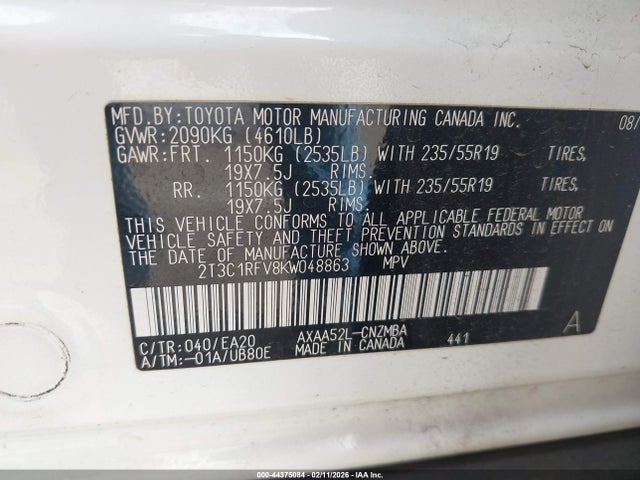 MFD.BY:TOYOTA MOTOR MANUFACTURING CANADA INC. 08/
GVWR:2090KG (4610LB)
GAWR:FRT. 1150KG (2535LB) WITH 235/55R19 TIRES,
19X7.5J RIMS.
RR. 1150KG (2535LB) WITH 235/55R19 TIRES,
19X7.5J RIMS.
THIS VEHICLE CONFORMS TO ALL APPLICABLE FEDERAL MOTOR
VEHICLE SAFETY AND THEFT PREVENTION STANDARDS IN EFFECT ON
THE DATE OF MANUFACTURE SHOWN ABOVE.
2T3C1RFV8KW048863 MPV
C/TR:040/EA20 AXAA52L-CNZMBA 441 A
A/TM:-01A/UB80E MADE IN CANADA
000-44375084 - 02/11/2026 - IAA Inc.